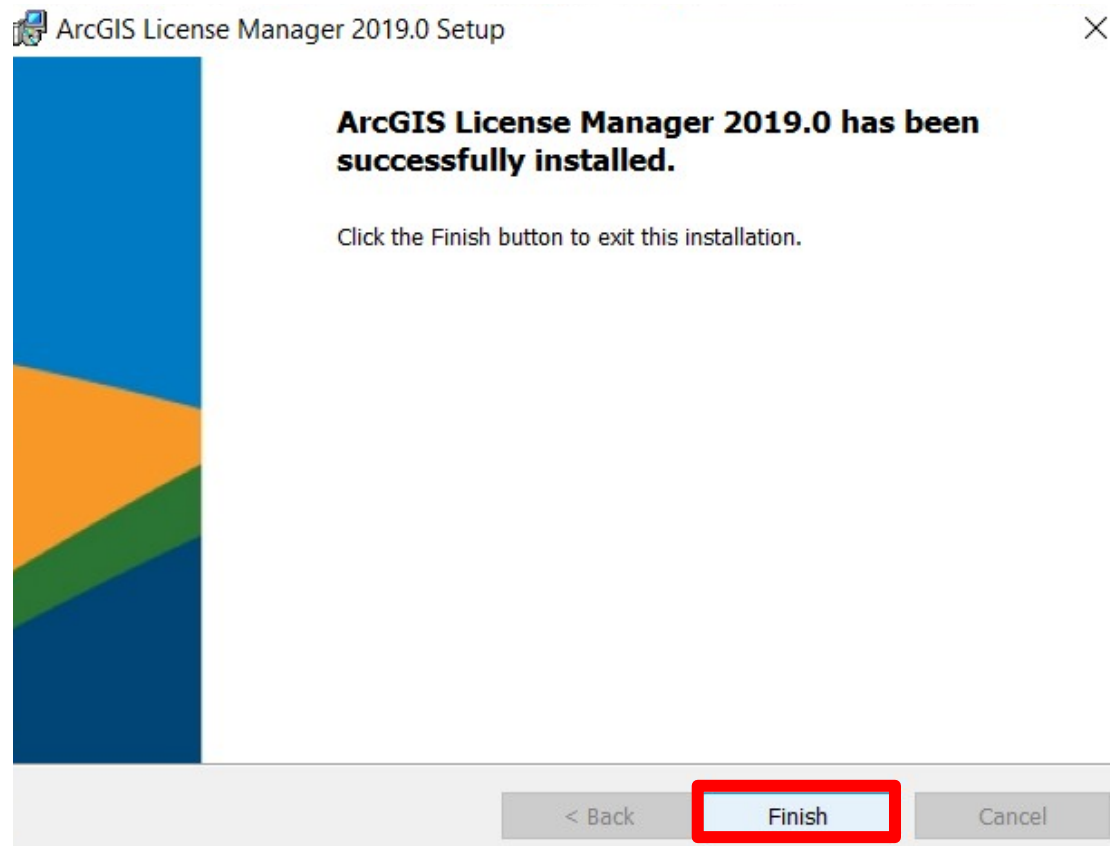 ArcGIS License Manager 2019.0 Setup
ArcGIS License Manager 2019.0 has been
successfully installed.
Click the Finish button to exit this installation.
< Back
Finish
Cancel